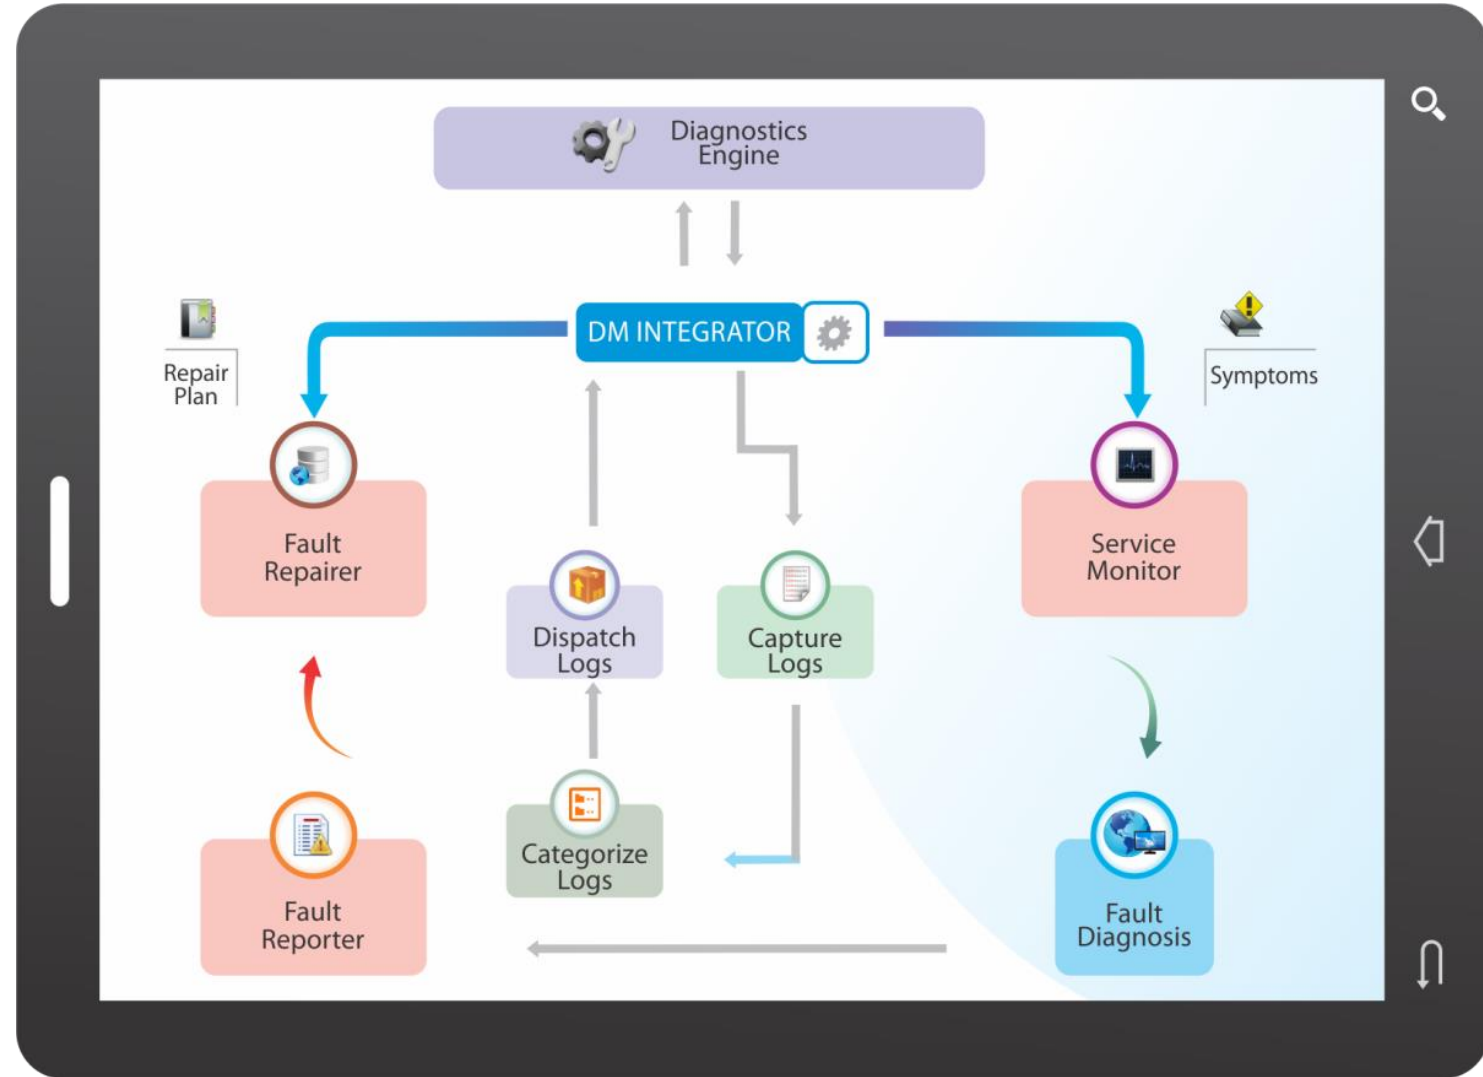 Diagnostics
Engine
DM INTEGRATOR
Repair
Plan
Symptoms
Fault
Repairer
Service
Monitor
Dispatch
Logs
Capture
Logs
Categorize
Logs
Fault
Reporter
Fault
Diagnosis